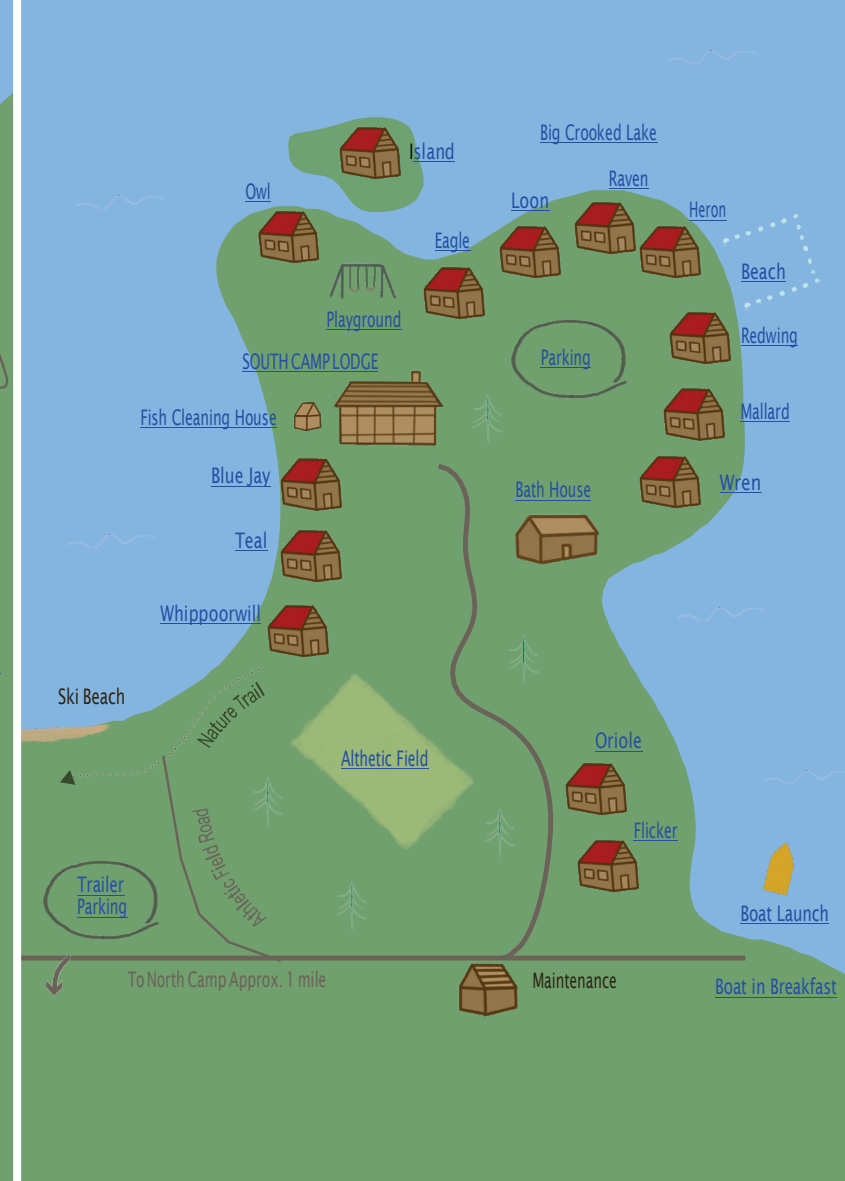 Big Crooked Lake
Island
Raven
Owl
Loon
Heron
Eagle
Beach
Playground
Redwing
SOUTH CAMP LODGE
Parking
Fish Cleaning House
Mallard
Blue Jay
Bath House
Wren
Teal
Whippoorwill
Ski Beach
Nature Trail
Oriole
Althetic Field
Flicker
Athletic Field Road
Trailer
Parking
Boat Launch
To North Camp Approx. 1 mile
Maintenance
Boat in Breakfast